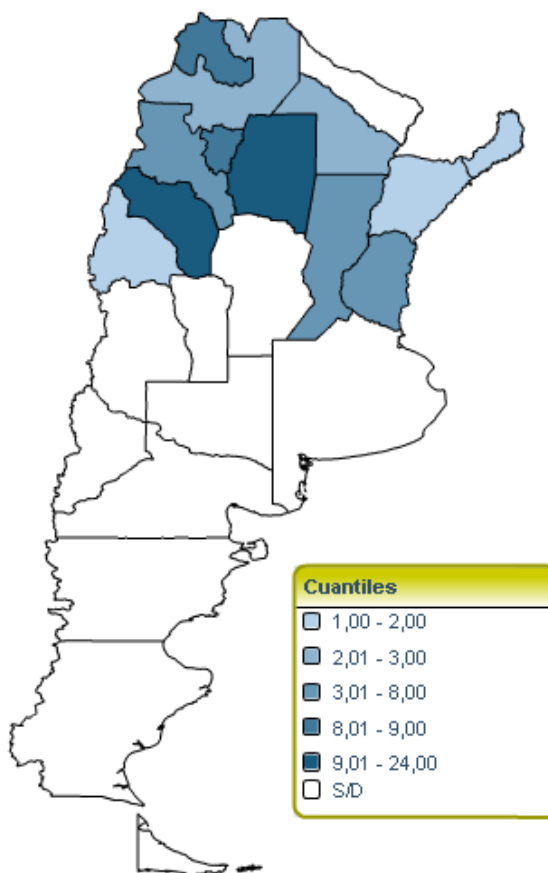 Cuantiles
1,00 - 2,00
2,01 - 3,00
3,01 - 8,00
8,01 - 9,00
9,01 - 24,00
S/D